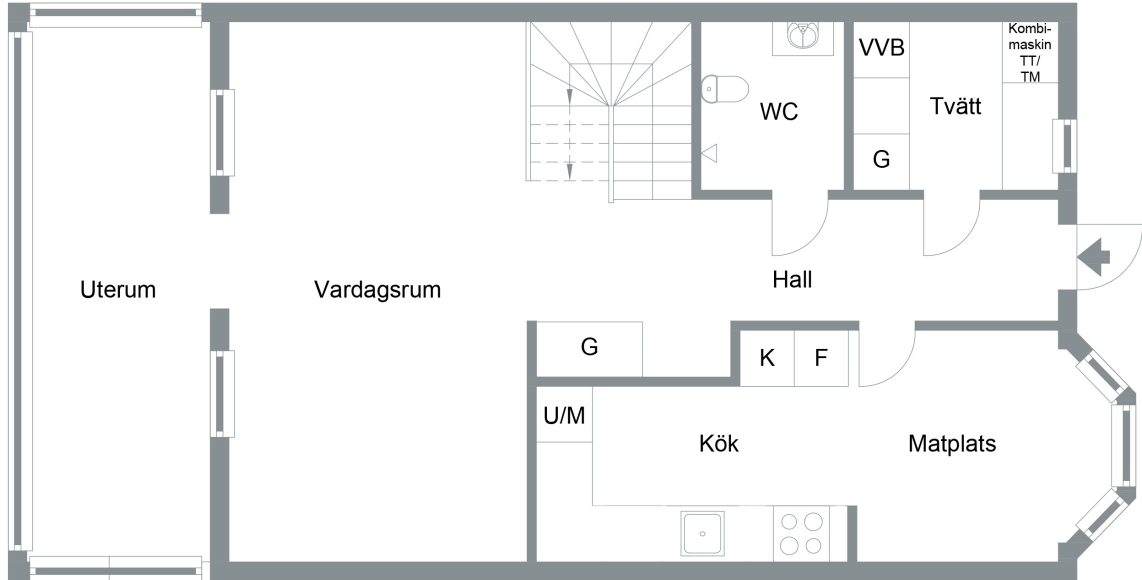 Kombi-
maskin
TT/
TM
VVB
WC
Tvätt
G
Hall
Uterum
Vardagsrum
G
K
F
U/M
Kök
Matplats